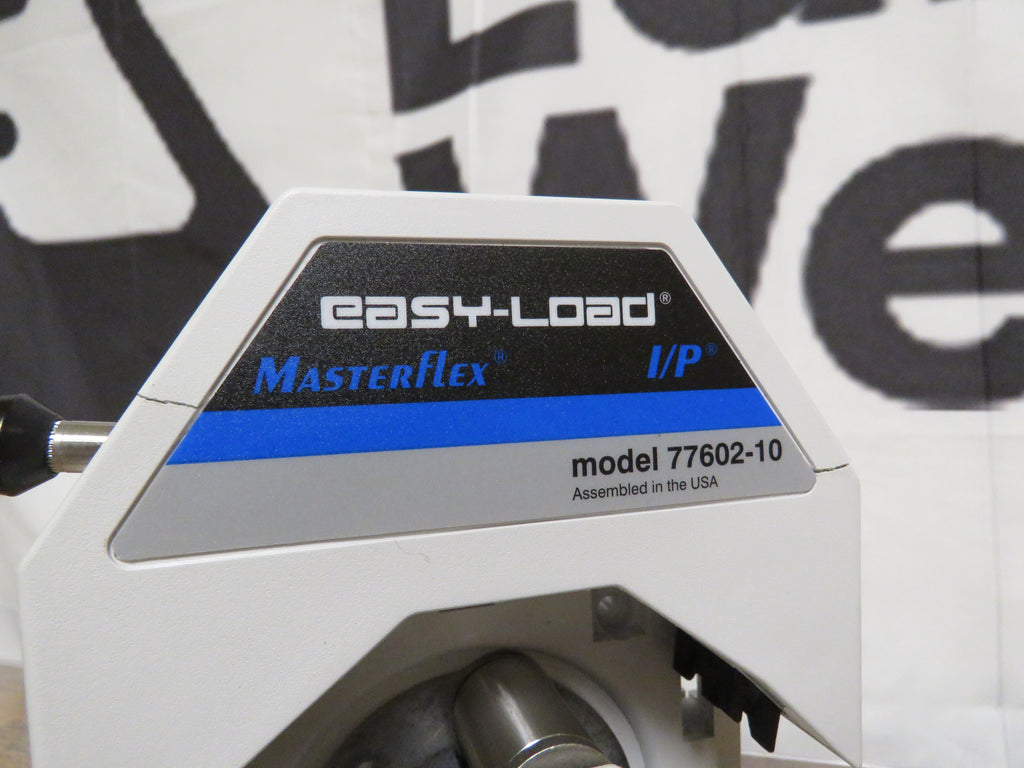 easy-Load®
Masterflex® I/P®
model 77602-10
Assembled in the USA